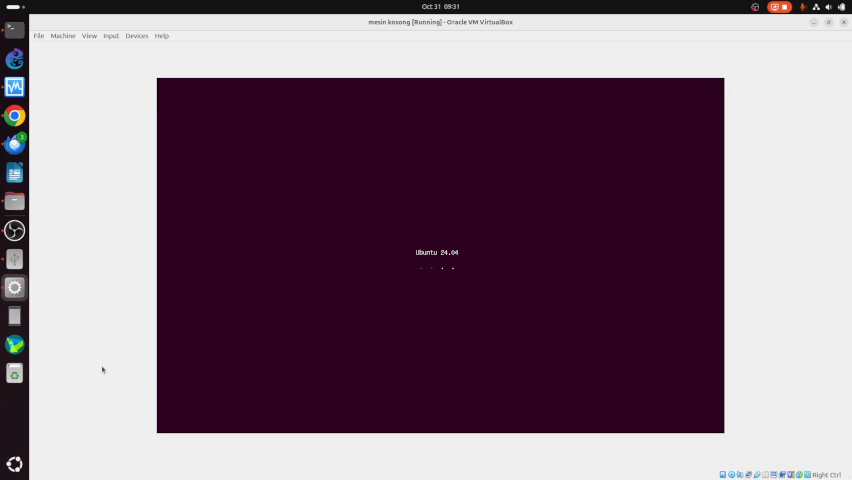 Oct 31 09:31
mesin kosong [Running] - Oracle VM VirtualBox
File Machine View Input Devices Help
3
Ubuntu 24.04
Right Ctrl